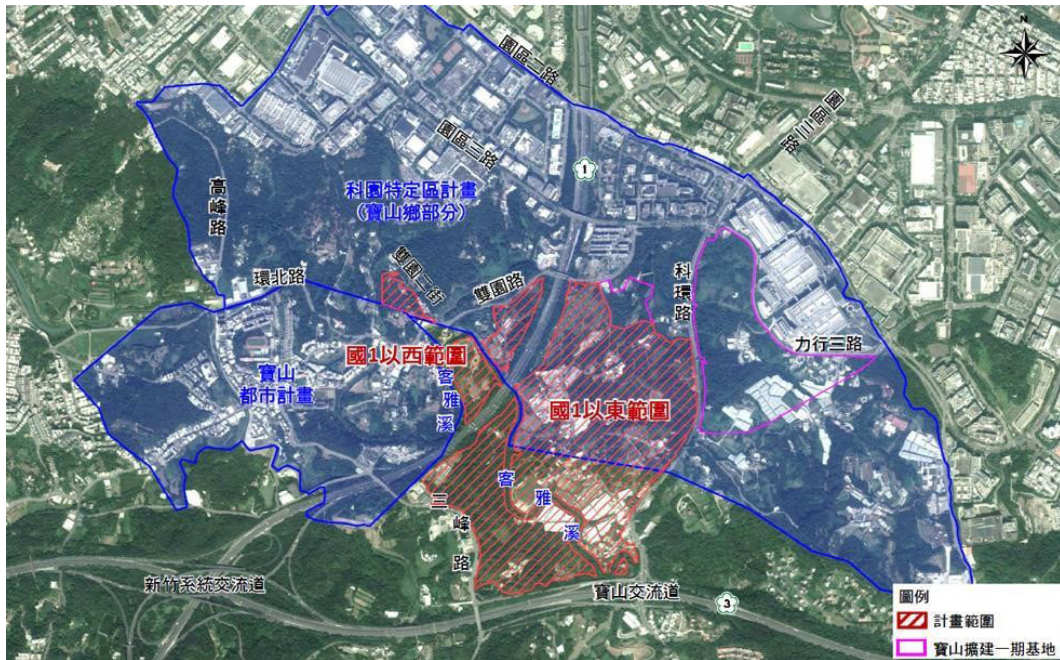 N
園區二路
園區三路
園區三路
1
高峰路
科園特定區計畫
(寶山鄉部分)
科環路
環北路
雙園二街
雙園路
力行三路
國1以西範圍
寶山
都市計畫
客雅溪
國1以東範圍
客雅溪
三峰路
新竹系統交流道
寶山交流道
3
圖例
計畫範圍
寶山擴建一期基地